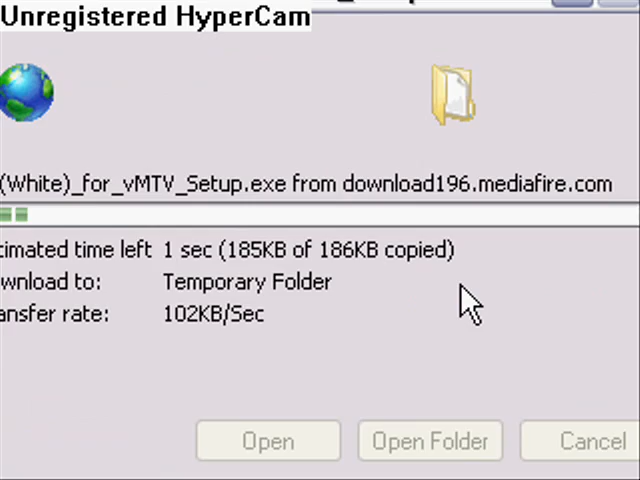 Unregistered HyperCam
(White)_for_vMTV_Setup.exe from download196.mediafire.com
timated time left 1 sec (185KB of 186KB copied)
wnload to: Temporary Folder
ansfer rate: 102KB/Sec
Open Open Folder Cancel